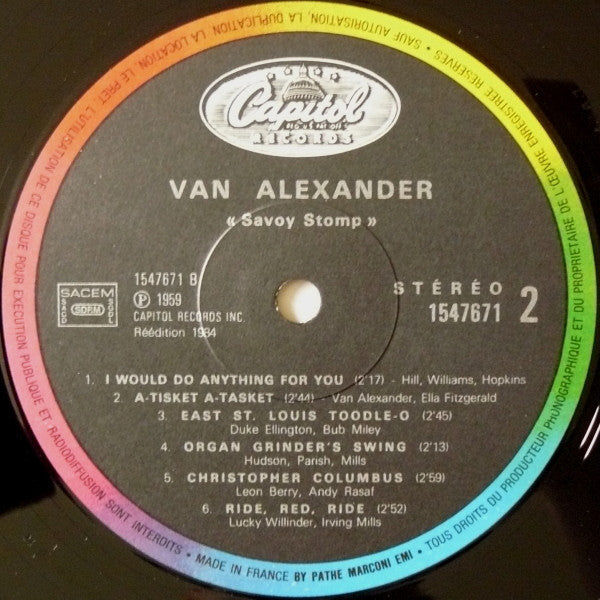 Capitol
RECORDS
VAN ALEXANDER
« Savoy Stomp »
SACEM
SACD
SDRM
SGDL
1547671 B
Ⓟ 1959
CAPITOL RECORDS INC.
Réédition 1984
STÉRÉO
1547671 2
1. I WOULD DO ANYTHING FOR YOU (2'17) - Hill, Williams, Hopkins
2. A-TISKET A-TASKET (2'44) - Van Alexander, Ella Fitzgerald
3. EAST ST. LOUIS TOODLE-O (2'45)
Duke Ellington, Bub Miley
4. ORGAN GRINDER'S SWING (2'13)
Hudson, Parish, Mills
5. CHRISTOPHER COLUMBUS (2'59)
Leon Berry, Andy Rasaf
6. RIDE, RED, RIDE (2'52)
Lucky Willinder, Irving Mills
• MADE IN FRANCE BY PATHE MARCONI EMI • TOUS DROITS DU PRODUCTEUR PHONOGRAPHIQUE ET DU PROPRIETAIRE DE L'ŒUVRE ENREGISTREE RESERVES • SAUF AUTORISATION, LA DUPLICATION, LA LOCATION, LE PRET, L'UTILISATION DE CE DISQUE POUR EXECUTION PUBLIQUE ET RADIODIFFUSION SONT INTERDITS